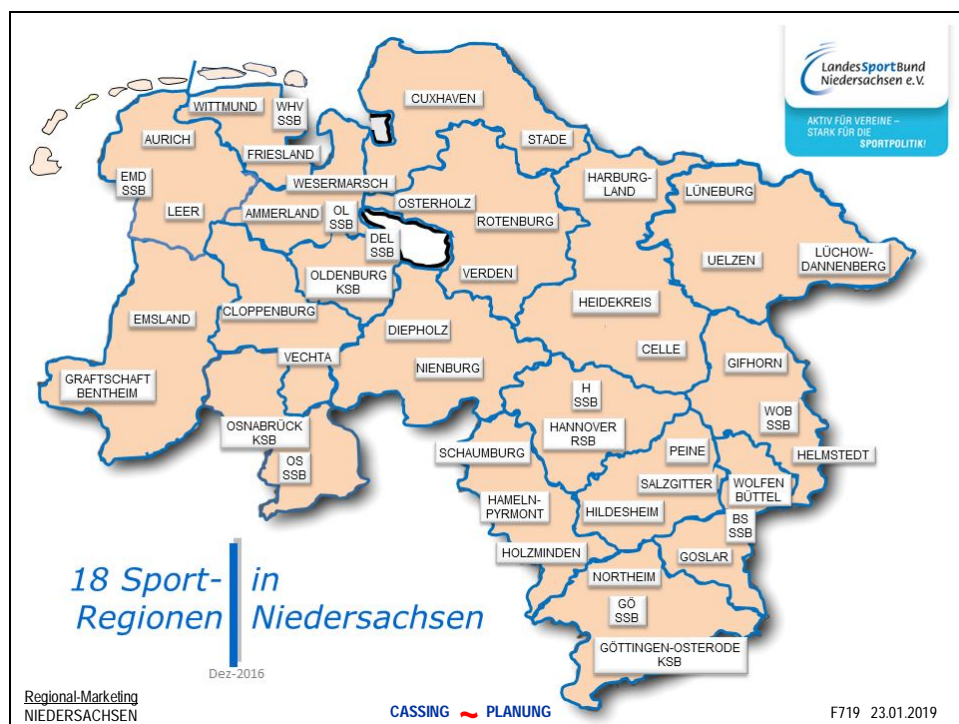 LandesSportBund
Niedersachsen e.V.
AKTIV FÜR VEREINE –
STARK FÜR DIE
SPORTPOLITIK!
CUXHAVEN
WITTMUND
WHV
SSB
AURICH
STADE
FRIESLAND
EMD
SSB
WESERMARSCH
HARBURG-
LAND
LÜNEBURG
LEER
AMMERLAND
OL
SSB
OSTERHOLZ
ROTENBURG
DEL
SSB
OLDENBURG
KSB
VERDEN
UELZEN
LÜCHOW-
DANNENBERG
EMSLAND
CLOPPENBURG
HEIDEKREIS
DIEPHOLZ
VECHTA
NIENBURG
CELLE
GIFHORN
GRAFTSCHAFT
BENTHEIM
H
SSB
OSNABRÜCK
KSB
HANNOVER
RSB
WOB
SSB
SCHAUMBURG
PEINE
HELMSTEDT
OS
SSB
SALZGITTER
WOLFEN
BÜTTEL
HAMELN-
PYRMONT
HILDESHEIM
BS
SSB
HOLZMINDEN
GOSLAR
NORTHEIM
GÖ
SSB
GÖTTINGEN-OSTERODE
KSB
18 Sport- in
Regionen Niedersachsen
Dez-2016
Regional-Marketing
NIEDERSACHSEN
CASSING ~ PLANUNG
F719 23.01.2019